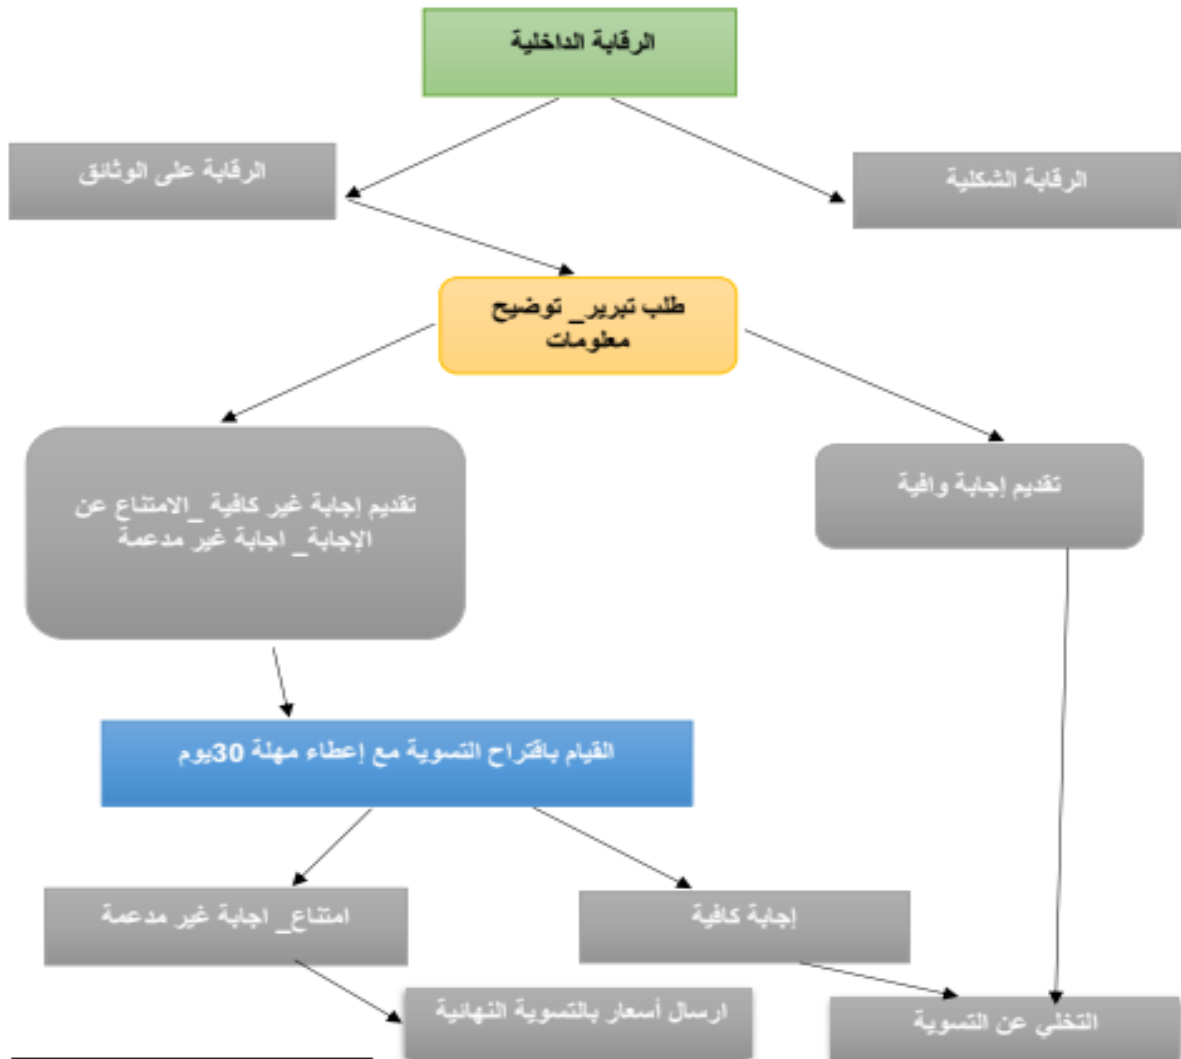 الرقابة الداخلية
الرقابة الشكلية
الرقابة على الوثائق
طلب تبرير_ توضيح
معلومات
تقديم إجابة وافية
تقديم إجابة غير كافية _الامتناع عن
الإجابة_ اجابة غير مدعمة
القيام باقتراح التسوية مع إعطاء مهلة 30يوم
إجابة كافية
امتناع_ اجابة غير مدعمة
التخلي عن التسوية
ارسال أسعار بالتسوية النهائية